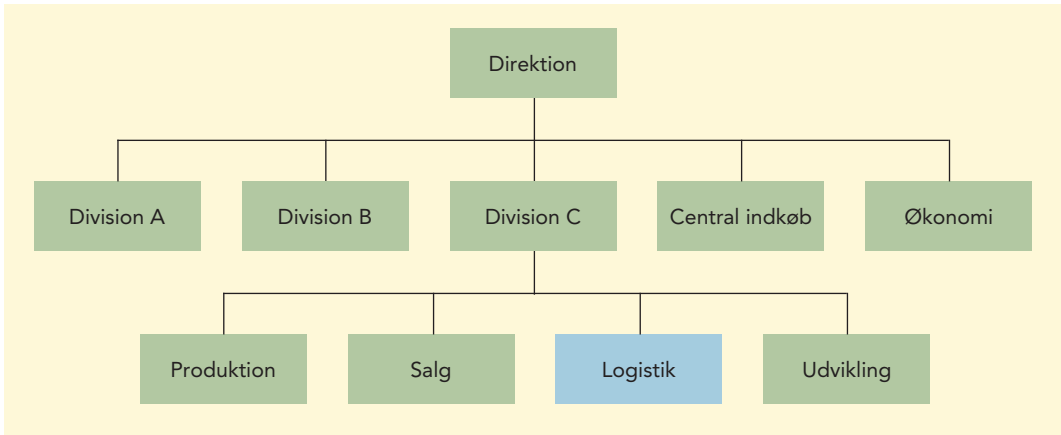 Direktion
Division A
Division B
Division C
Central indkøb
Økonomi
Produktion
Salg
Logistik
Udvikling